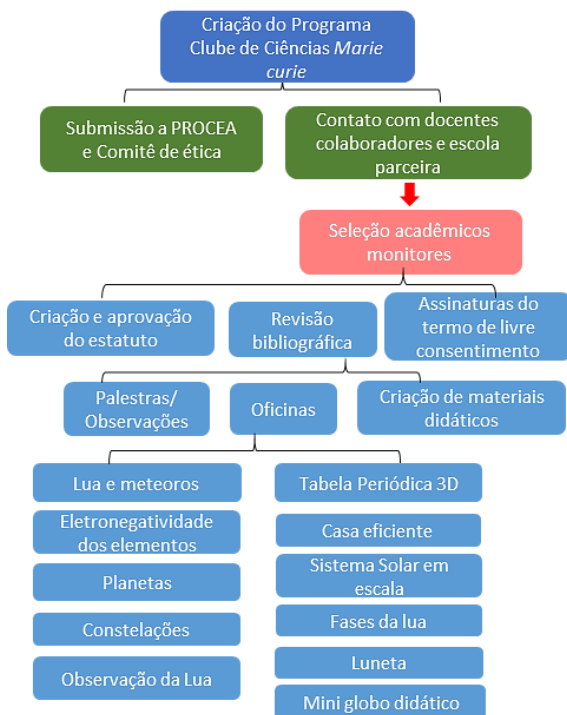 Criação do Programa
Clube de Ciências Marie
curie
Submissão a PROCEA
e Comitê de ética
Contato com docentes
colaboradores e escola
parceira
Seleção acadêmicos
monitores
Criação e aprovação
do estatuto
Revisão
bibliográfica
Assinaturas do
termo de livre
consentimento
Palestras/
Observações
Oficinas
Criação de materiais
didáticos
Lua e meteoros
Eletronegatividade
dos elementos
Planetas
Constelações
Observação da Lua
Tabela Periódica 3D
Casa eficiente
Sistema Solar em
escala
Fases da lua
Luneta
Mini globo didático